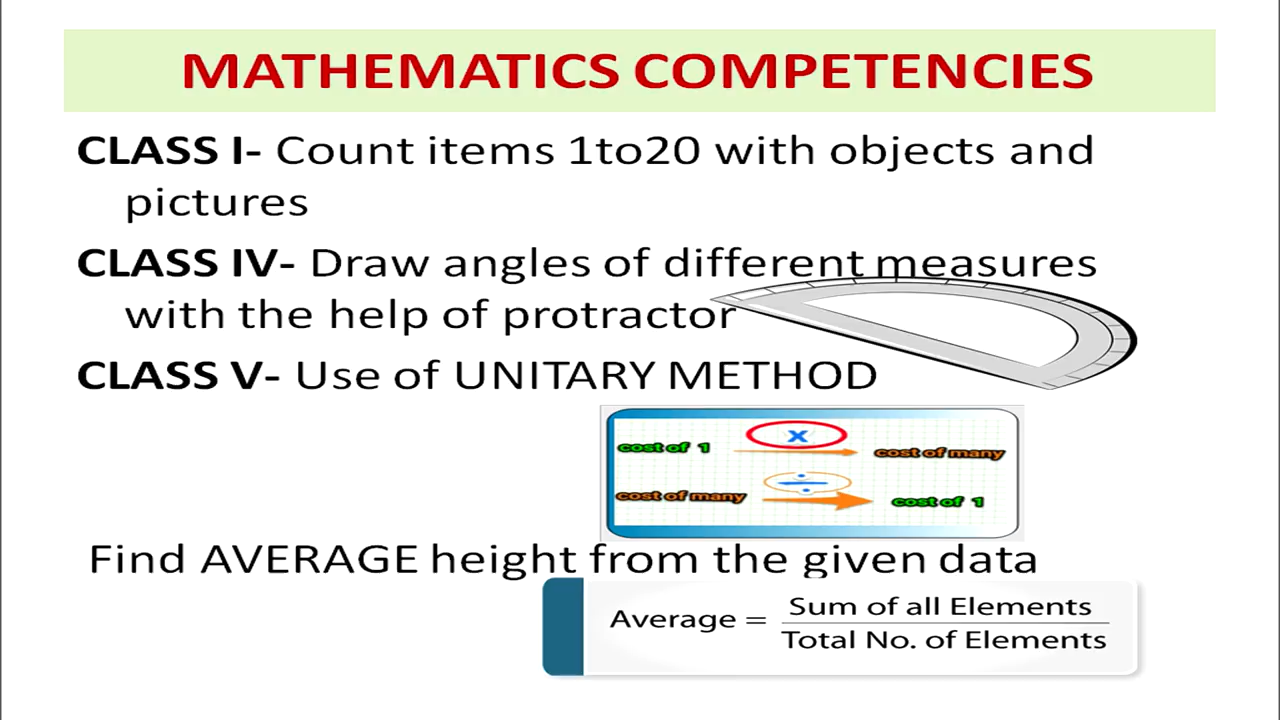 MATHEMATICS COMPETENCIES
CLASS I- Count items 1to20 with objects and
pictures
CLASS IV- Draw angles of different measures
with the help of protractor
CLASS V- Use of UNITARY METHOD
cost of 1 x cost of many
cost of many ÷ cost of 1
Find AVERAGE height from the given data
Average = Sum of all Elements
Total No. of Elements